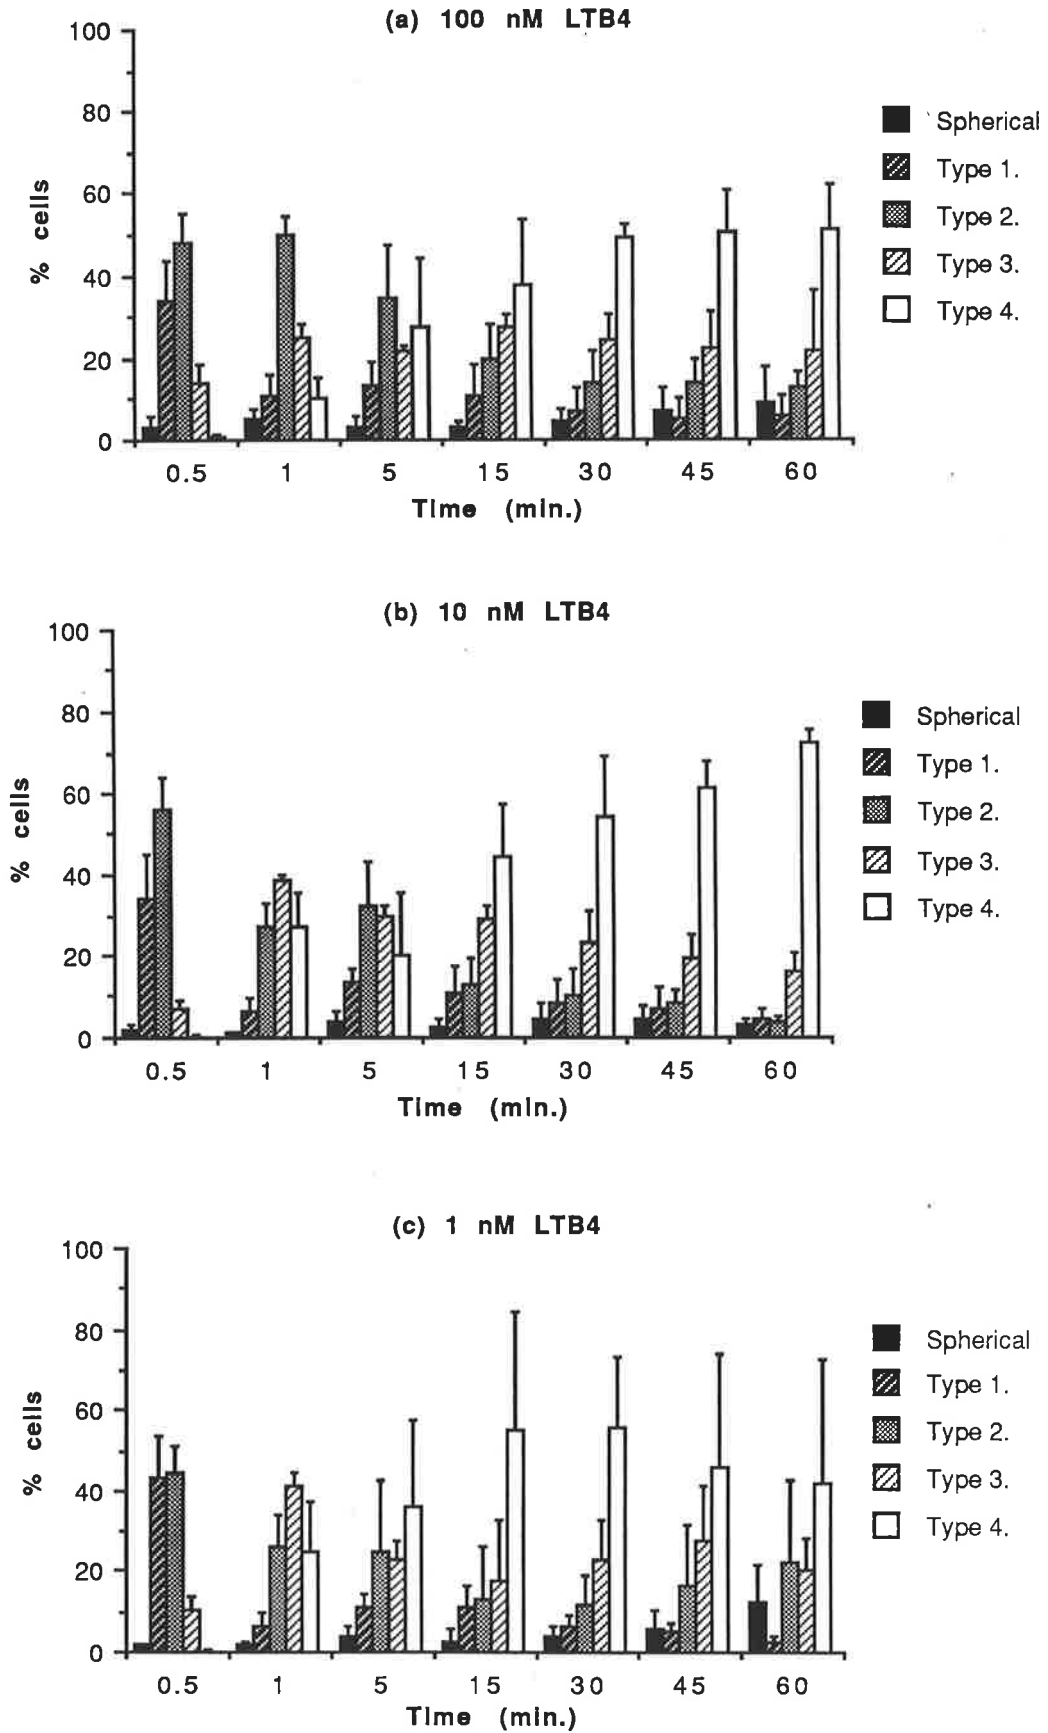 (a) 100 nM LTB4
100
80
60
40
20
0
% cells
0.5 1 5 15 30 45 60
Time (min.)
Spherical
Type 1.
Type 2.
Type 3.
Type 4.
(b) 10 nM LTB4
100
80
60
40
20
0
% cells
0.5 1 5 15 30 45 60
Time (min.)
Spherical
Type 1.
Type 2.
Type 3.
Type 4.
(c) 1 nM LTB4
100
80
60
40
20
0
% cells
0.5 1 5 15 30 45 60
Time (min.)
Spherical
Type 1.
Type 2.
Type 3.
Type 4.